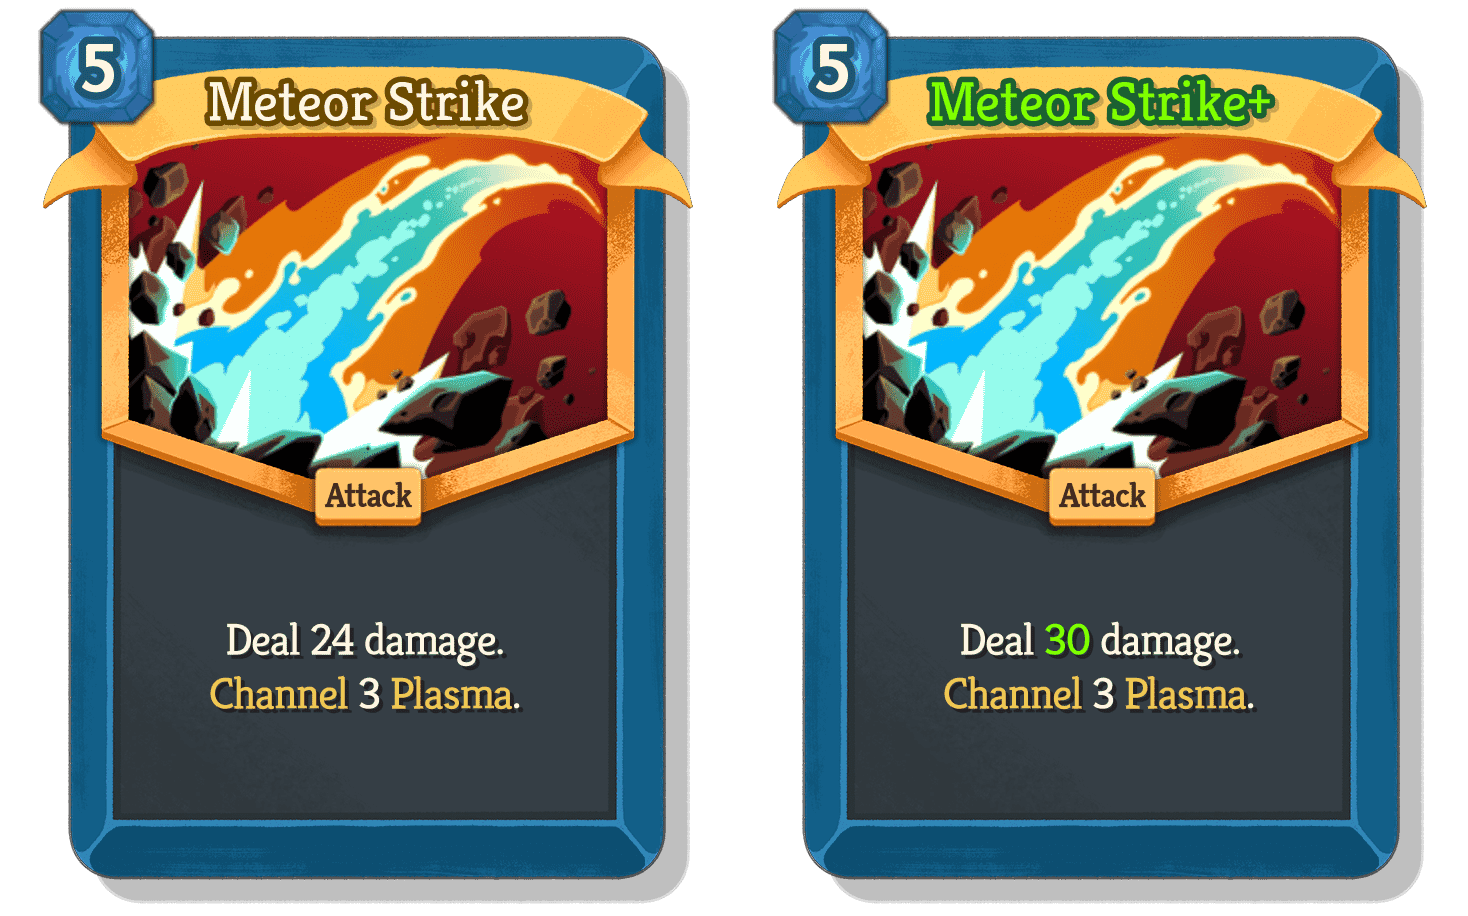 5
Meteor Strike
Attack
Deal 24 damage.
Channel 3 Plasma.
5
Meteor Strike+
Attack
Deal 30 damage.
Channel 3 Plasma.